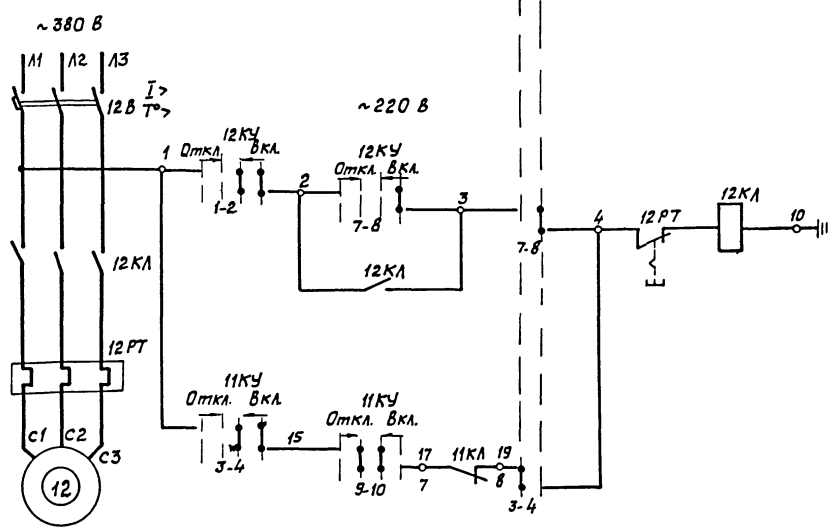 ~380 В
Л1 Л2 Л3
12В I> T°>
~220 В
1
12КУ
Откл. Вкл.
1-2
2
12КУ
Откл. Вкл.
7-8
3
12КЛ
7-8
4
12РТ
12КЛ
10
12КЛ
12РТ
С1 С2 С3
12
11КУ
Откл. Вкл.
3-4
15
11КУ
Откл. Вкл.
9-10
17
7
11КЛ
19
8
3-4